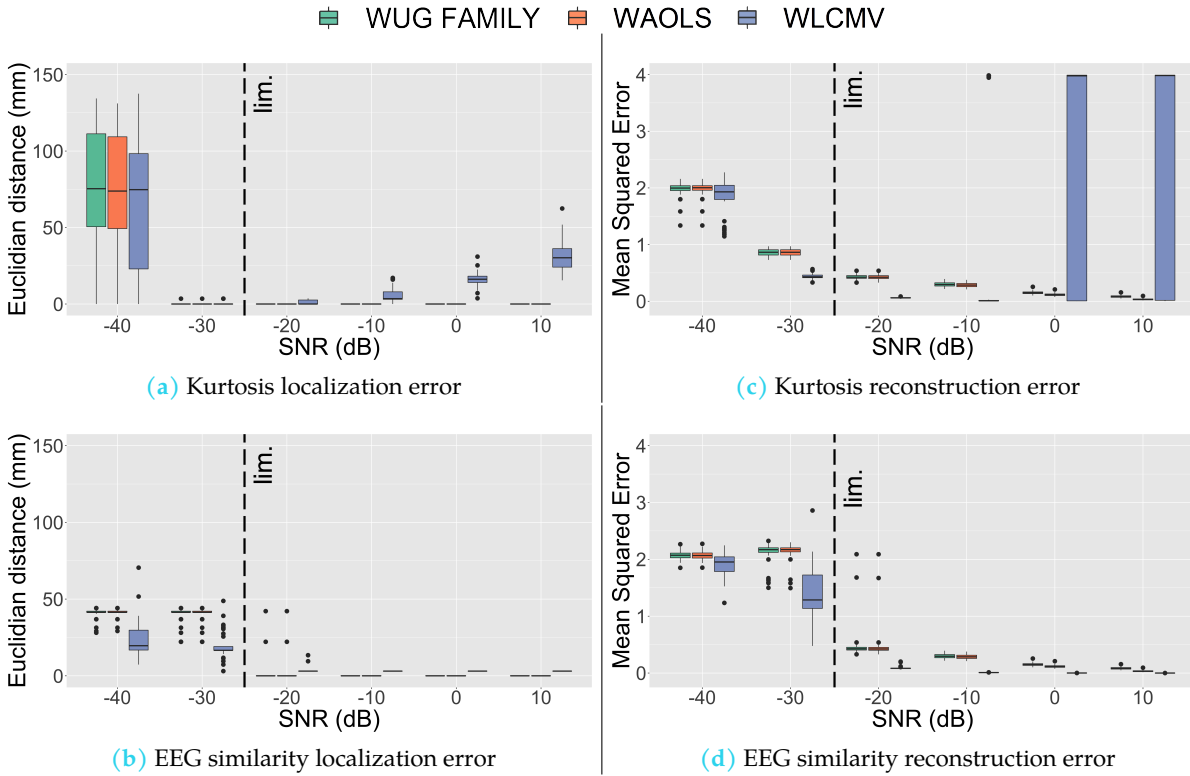 WUG FAMILY WAOLS WLCMV
Euclidian distance (mm)
150
100
50
0
lim.
-40 -30 -20 -10 0 10
SNR (dB)
(a) Kurtosis localization error
Mean Squared Error
4
3
2
1
0
lim.
-40 -30 -20 -10 0 10
SNR (dB)
(c) Kurtosis reconstruction error
Euclidian distance (mm)
150
100
50
0
lim.
-40 -30 -20 -10 0 10
SNR (dB)
(b) EEG similarity localization error
Mean Squared Error
4
3
2
1
0
lim.
-40 -30 -20 -10 0 10
SNR (dB)
(d) EEG similarity reconstruction error